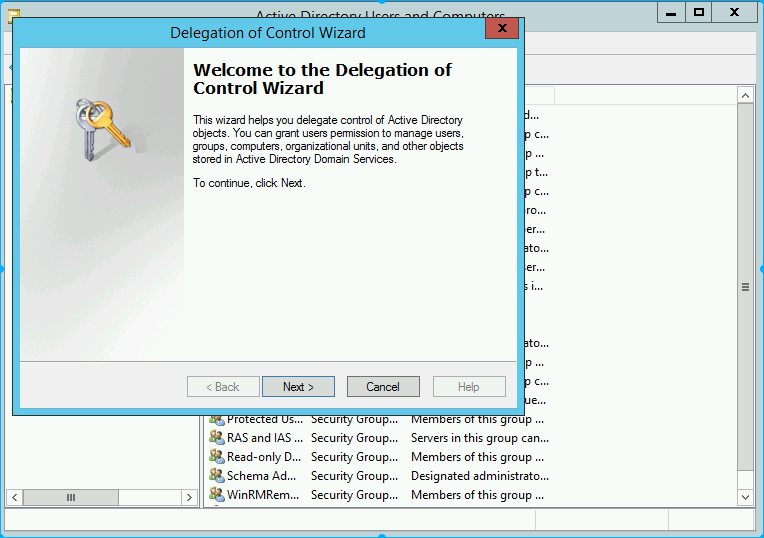 Active Directory Users and Computers
Delegation of Control Wizard
Welcome to the Delegation of
Control Wizard
This wizard helps you delegate control of Active Directory
objects. You can grant users permission to manage users,
groups, computers, organizational units, and other objects
stored in Active Directory Domain Services.
To continue, click Next.
< Back
Next >
Cancel
Help
d...
p c...
p ...
p t...
p c...
ro...
er...
ato...
ser...
s i...
ato...
p ...
p c...
ue...
Protected Us... Security Group... Members of this group ...
RAS and IAS ... Security Group... Servers in this group can...
Read-only D... Security Group... Members of this group ...
Schema Ad... Security Group... Designated administrato...
WinRMRem... Security Group... Members of this group ...